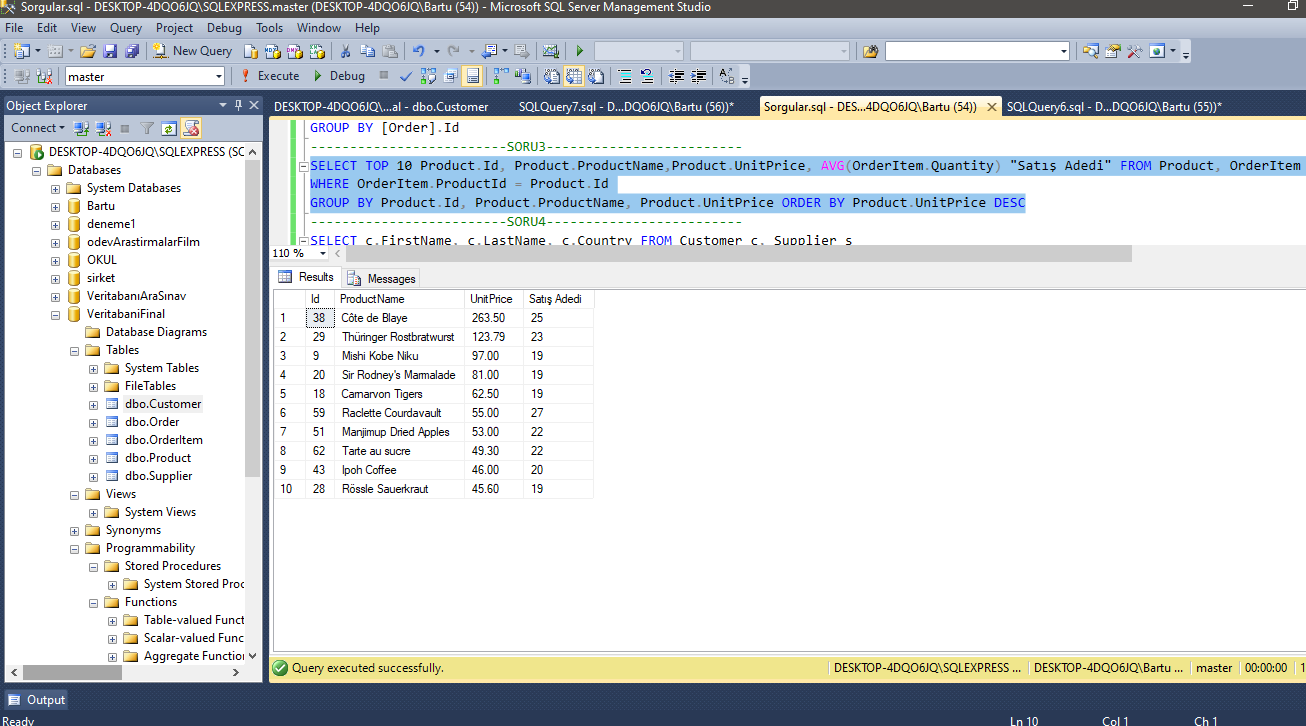 Sorgular.sql - DESKTOP-4DQO6JQ\SQLEXPRESS.master (DESKTOP-4DQO6JQ\Bartu (54)) - Microsoft SQL Server Management Studio
File Edit View Query Project Debug Tools Window Help
New Query
master Execute Debug
Object Explorer
Connect
DESKTOP-4DQO6JQ\SQLEXPRESS (SC
Databases
System Databases
Bartu
deneme1
odevArastirmalarFilm
OKUL
sirket
VeritabanıAraSınav
VeritabaniFinal
Database Diagrams
Tables
System Tables
FileTables
dbo.Customer
dbo.Order
dbo.OrderItem
dbo.Product
dbo.Supplier
Views
System Views
Synonyms
Programmability
Stored Procedures
System Stored Proc
Functions
Table-valued Funct
Scalar-valued Func
Aggregate Function
DESKTOP-4DQO6JQ\...al - dbo.Customer SQLQuery7.sql - D...DQO6JQ\Bartu (56))* Sorgular.sql - DES...4DQO6JQ\Bartu (54)) SQLQuery6.sql - D...DQO6JQ\Bartu (55))*
GROUP BY [Order].Id
-------------------------SORU3-------------------------
SELECT TOP 10 Product.Id, Product.ProductName,Product.UnitPrice, AVG(OrderItem.Quantity) "Satış Adedi" FROM Product, OrderItem
WHERE OrderItem.ProductId = Product.Id
GROUP BY Product.Id, Product.ProductName, Product.UnitPrice ORDER BY Product.UnitPrice DESC
-------------------------SORU4-------------------------
SELECT c.FirstName, c.LastName, c.Country FROM Customer c, Supplier s
110 %
Results Messages
Id ProductName UnitPrice Satış Adedi
1 38 Côte de Blaye 263.50 25
2 29 Thüringer Rostbratwurst 123.79 23
3 9 Mishi Kobe Niku 97.00 19
4 20 Sir Rodney's Marmalade 81.00 19
5 18 Carnarvon Tigers 62.50 19
6 59 Raclette Courdavault 55.00 27
7 51 Manjimup Dried Apples 53.00 22
8 62 Tarte au sucre 49.30 22
9 43 Ipoh Coffee 46.00 20
10 28 Rössle Sauerkraut 45.60 19
Query executed successfully. DESKTOP-4DQO6JQ\SQLEXPRESS ... DESKTOP-4DQO6JQ\Bartu ... master 00:00:00 1
Output
Ready Ln 10 Col 1 Ch 1